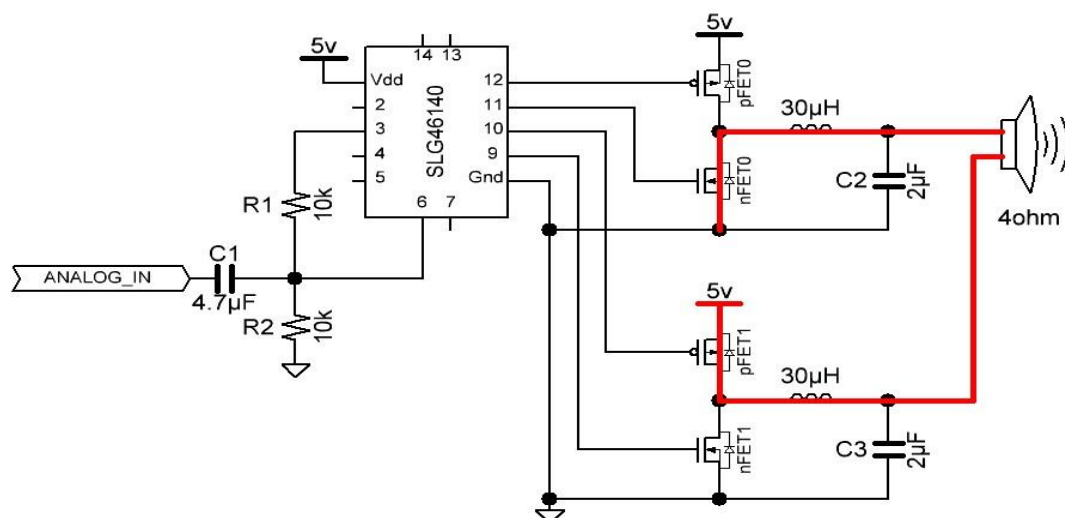 5v
5v
14
13
Vdd
2
3
4
5
6
7
12
11
10
9
Gnd
SLG46140
pFET0
nFET0
30µH
C2
2µF
4ohm
R1
10k
C1
4.7µF
ANALOG_IN
R2
10k
5v
pFET1
nFET1
30µH
C3
2µF